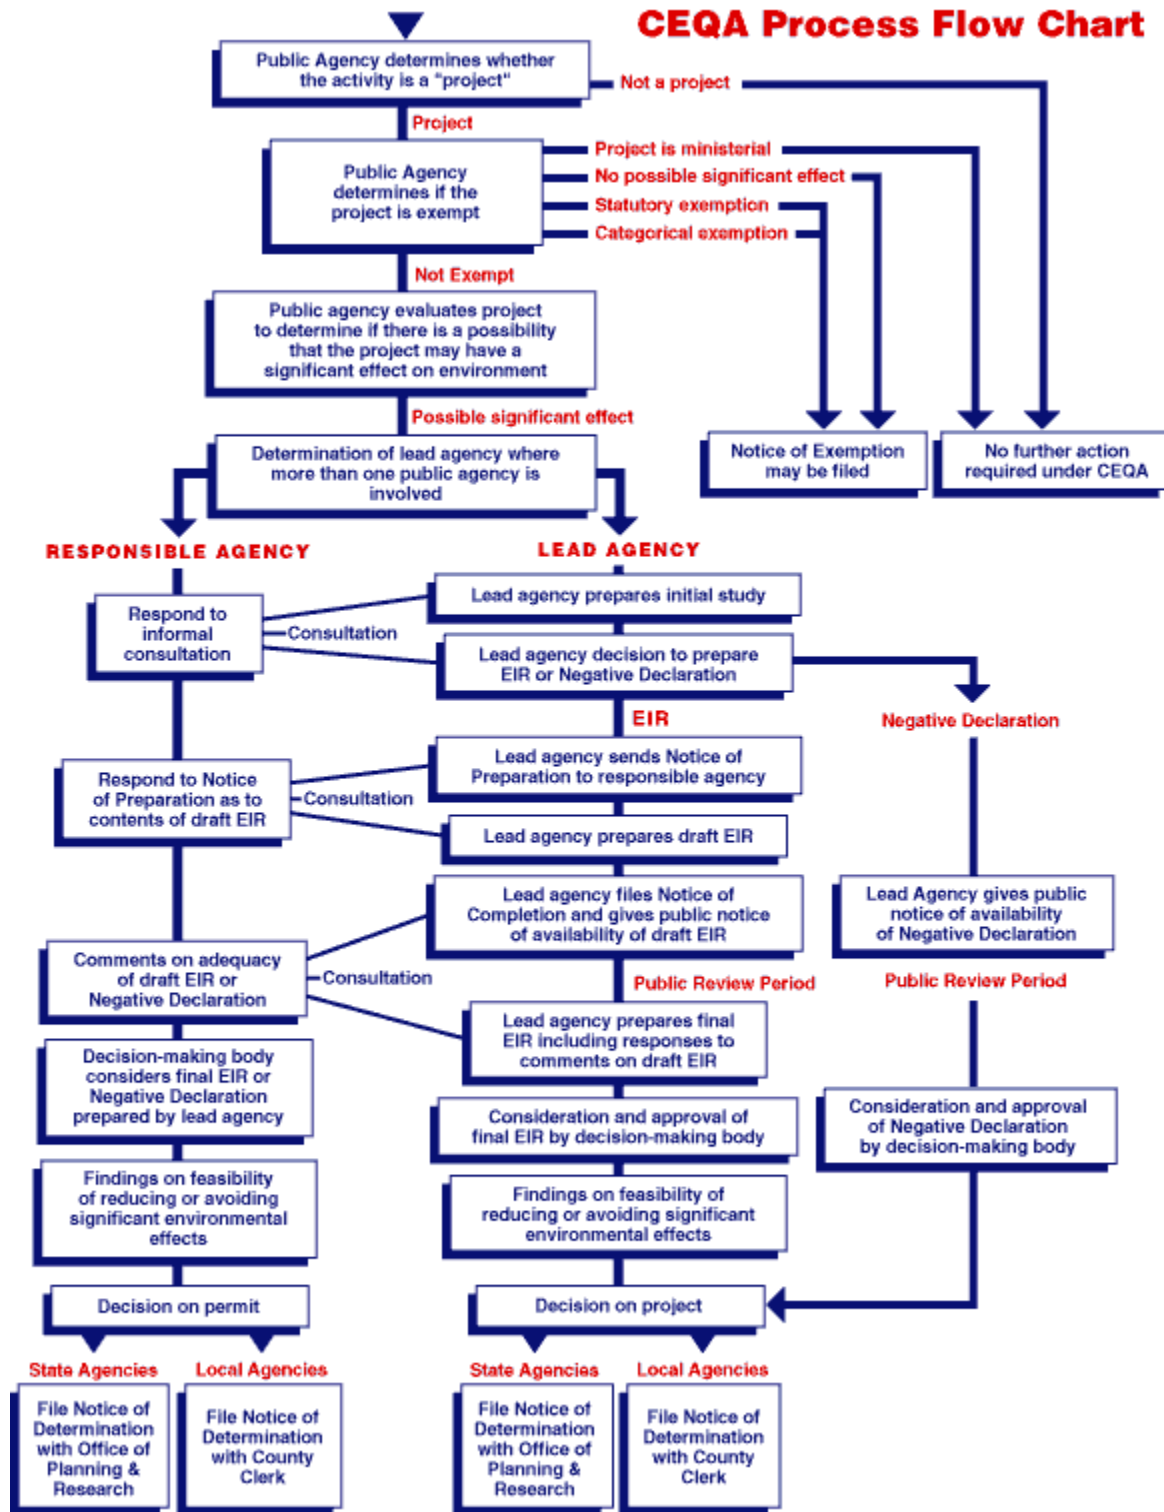 CEQA Process Flow Chart
Public Agency determines whether
the activity is a "project"
Not a project
Project
Public Agency
determines if the
project is exempt
Project is ministerial
No possible significant effect
Statutory exemption
Categorical exemption
Not Exempt
Public agency evaluates project
to determine if there is a possibility
that the project may have a
significant effect on environment
Possible significant effect
Determination of lead agency where
more than one public agency is
involved
Notice of Exemption
may be filed
No further action
required under CEQA
RESPONSIBLE AGENCY
LEAD AGENCY
Respond to
informal
consultation
Consultation
Lead agency prepares initial study
Lead agency decision to prepare
EIR or Negative Declaration
EIR
Negative Declaration
Respond to Notice
of Preparation as to
contents of draft EIR
Consultation
Lead agency sends Notice of
Preparation to responsible agency
Lead agency prepares draft EIR
Lead agency files Notice of
Completion and gives public notice
of availability of draft EIR
Lead Agency gives public
notice of availability
of Negative Declaration
Comments on adequacy
of draft EIR or
Negative Declaration
Consultation
Public Review Period
Public Review Period
Lead agency prepares final
EIR including responses to
comments on draft EIR
Decision-making body
considers final EIR or
Negative Declaration
prepared by lead agency
Consideration and approval of
final EIR by decision-making body
Consideration and approval
of Negative Declaration
by decision-making body
Findings on feasibility
of reducing or avoiding
significant environmental
effects
Findings on feasibility of
reducing or avoiding significant
environmental effects
Decision on permit
Decision on project
State Agencies
Local Agencies
State Agencies
Local Agencies
File Notice of
Determination
with Office of
Planning &
Research
File Notice of
Determination
with County
Clerk
File Notice of
Determination
with Office of
Planning &
Research
File Notice of
Determination
with County
Clerk